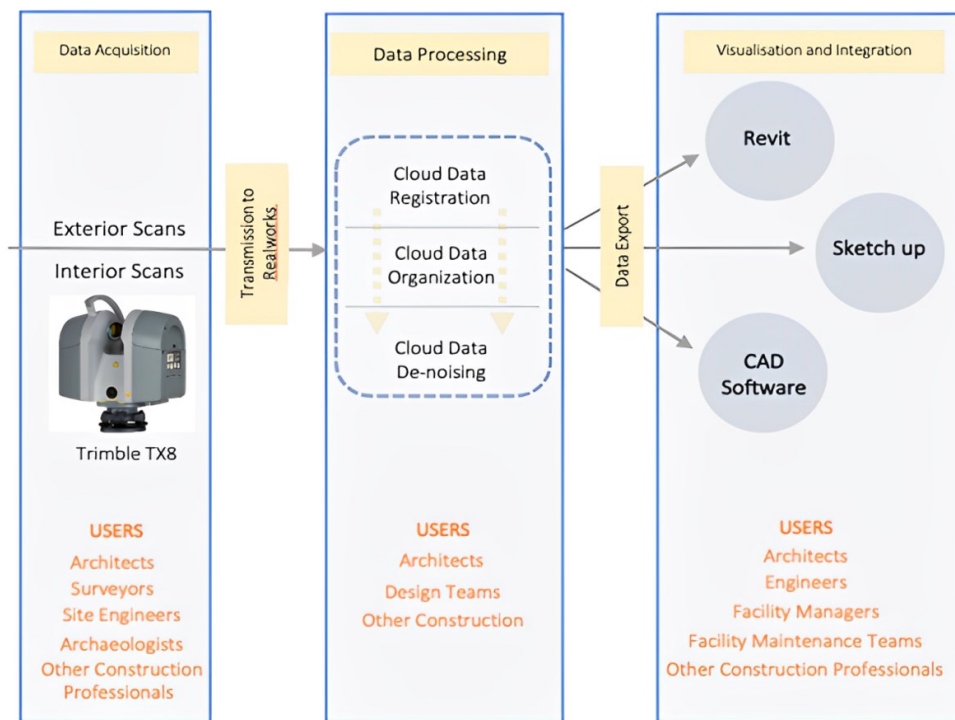 Data Acquisition
Exterior Scans
Interior Scans
Trimble TX8
USERS
Architects
Surveyors
Site Engineers
Archaeologists
Other Construction
Professionals
Transmission to
Realworks
Data Processing
Cloud Data
Registration
Cloud Data
Organization
Cloud Data
De-noising
USERS
Architects
Design Teams
Other Construction
Data Export
Visualisation and Integration
Revit
Sketch up
CAD
Software
USERS
Architects
Engineers
Facility Managers
Facility Maintenance Teams
Other Construction Professionals